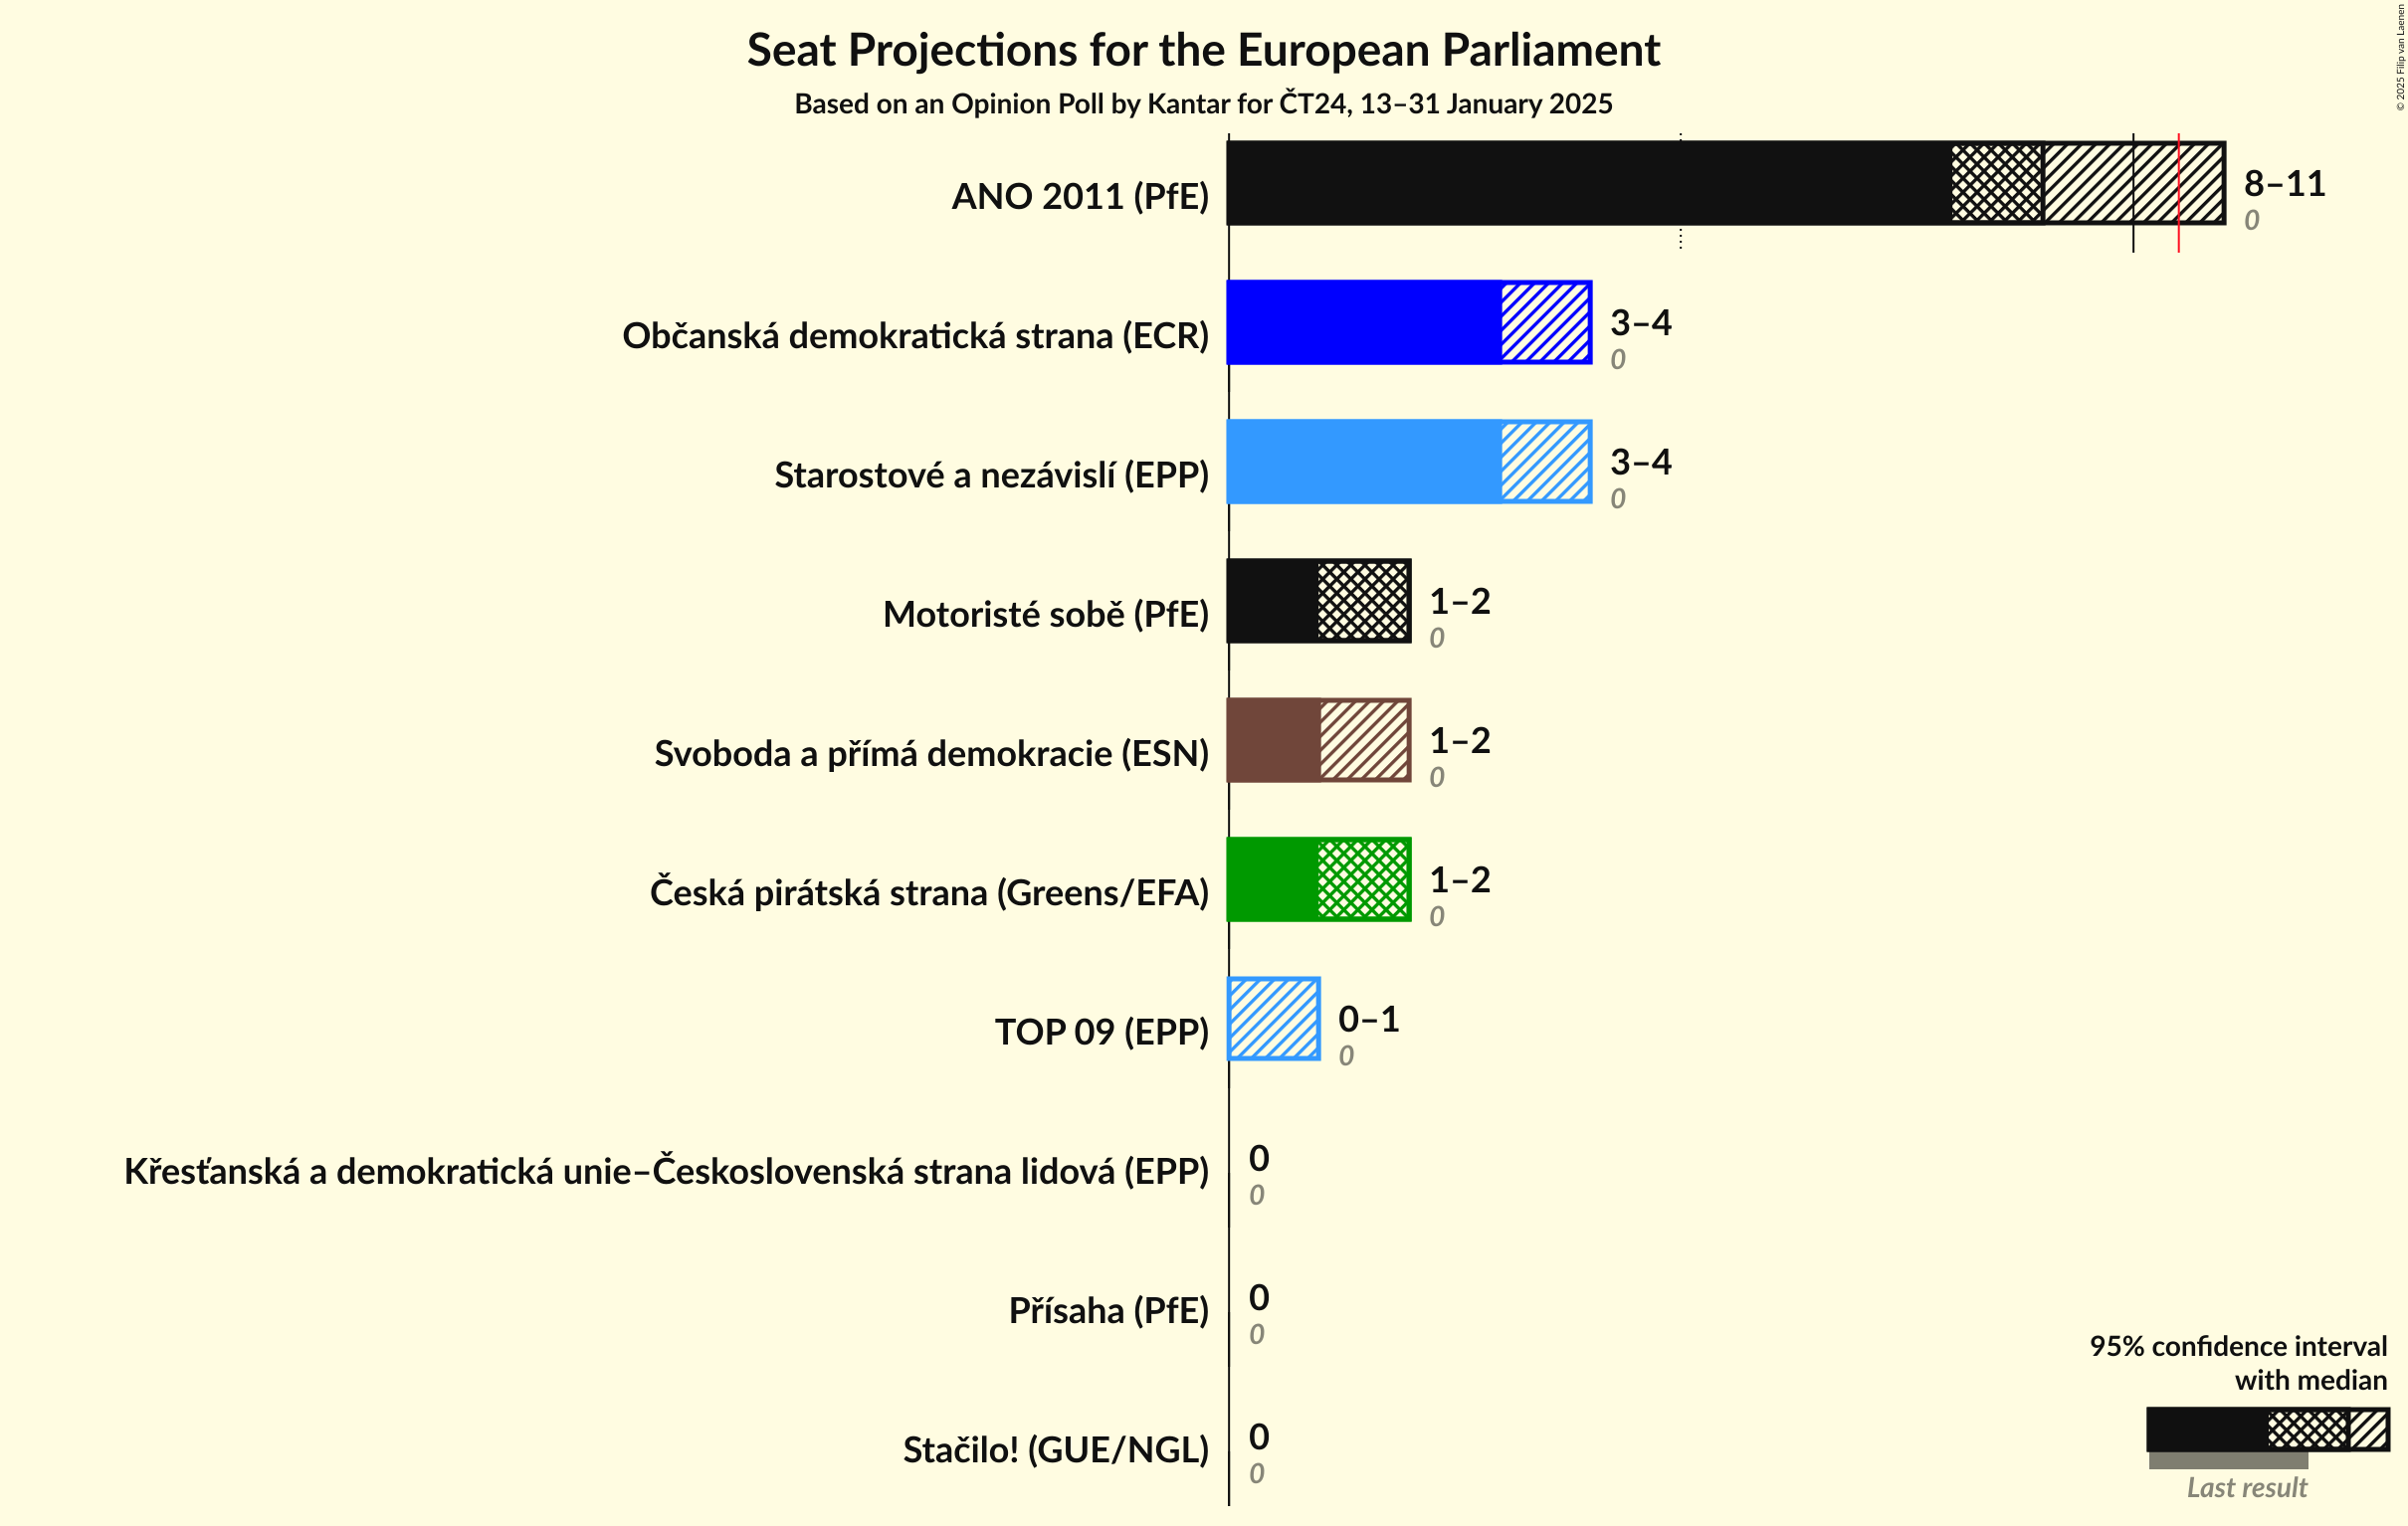 Seat Projections for the European Parliament
Based on an Opinion Poll by Kantar for ČT24, 13–31 January 2025
© 2025 Filip van Laenen
ANO 2011 (PfE)
8–11
0
Občanská demokratická strana (ECR)
3–4
0
Starostové a nezávislí (EPP)
3–4
0
Motoristé sobě (PfE)
1–2
0
Svoboda a přímá demokracie (ESN)
1–2
0
Česká pirátská strana (Greens/EFA)
1–2
0
TOP 09 (EPP)
0–1
0
Křesťanská a demokratická unie–Československá strana lidová (EPP)
0
0
Přísaha (PfE)
0
0
Stačilo! (GUE/NGL)
0
0
95% confidence interval
with median
Last result